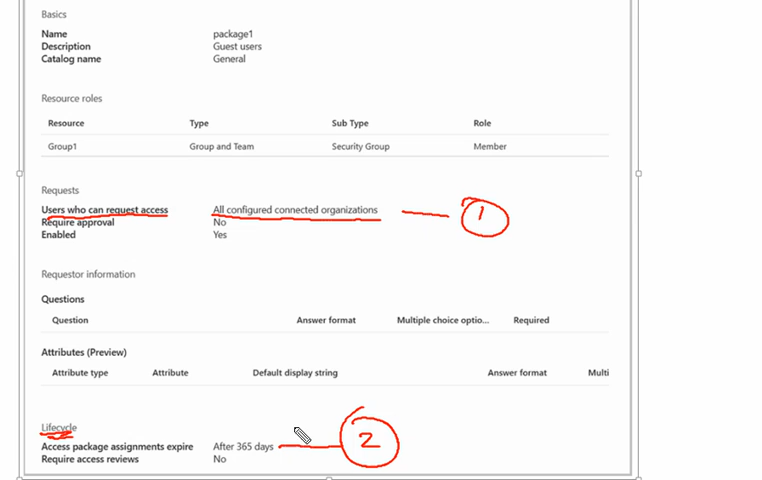 Basics
Name package1
Description Guest users
Catalog name General
Resource roles
Resource Type Sub Type Role
Group1 Group and Team Security Group Member
Requests
Users who can request access All configured connected organizations 1
Require approval No
Enabled Yes
Requestor information
Questions
Question Answer format Multiple choice optio... Required
Attributes (Preview)
Attribute type Attribute Default display string Answer format Multi
Lifecycle
Access package assignments expire After 365 days 2
Require access reviews No